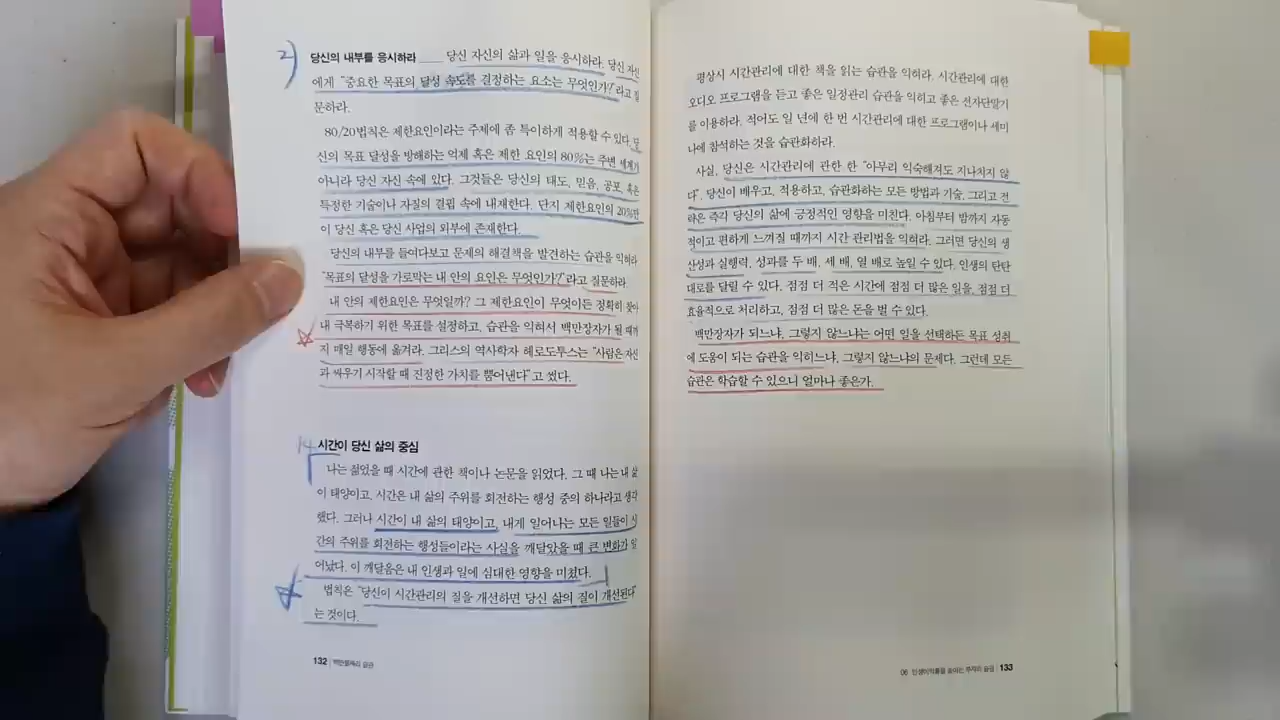 2)
당신의 내부를 응시하라 ___ 당신 자신의 삶과 일을 응시하라. 당신 자신
에게 "중요한 목표의 달성 속도를 결정하는 요소는 무엇인가?"라고 질
문하라.
80/20법칙은 제한요인이라는 주제에 좀 특이하게 적용할 수 있다. 당
신의 목표 달성을 방해하는 억제 혹은 제한 요인의 80%는 주변 세계가
아니라 당신 자신 속에 있다. 그것들은 당신의 태도, 믿음, 공포, 혹은
특정한 기술이나 자질의 결핍 속에 내재한다. 단지 제한요인의 20%만
이 당신 혹은 당신 사업의 외부에 존재한다.
당신의 내부를 들여다보고 문제의 해결책을 발견하는 습관을 익혀라
"목표의 달성을 가로막는 내 안의 요인은 무엇인가?"라고 질문하라.
내 안의 제한요인은 무엇일까? 그 제한요인이 무엇이든 정확히 찾아
내 극복하기 위한 목표를 설정하고, 습관을 익혀서 백만장자가 될 때까
지 매일 행동에 옮겨라. 그리스의 역사학자 헤로도투스는 "사람은 자신
과 싸우기 시작할 때 진정한 가치를 뿜어낸다"고 썼다.
14
시간이 당신 삶의 중심
나는 젊었을 때 시간에 관한 책이나 논문을 읽었다. 그 때 나는 내 삶
이 태양이고, 시간은 내 삶의 주위를 회전하는 행성 중의 하나라고 생각
했다. 그러나 시간이 내 삶의 태양이고, 내게 일어나는 모든 일들이 시
간의 주위를 회전하는 행성들이라는 사실을 깨달았을 때 큰 변화가 일
어났다. 이 깨달음은 내 인생과 일에 심대한 영향을 미쳤다.
법칙은 "당신이 시간관리의 질을 개선하면 당신 삶의 질이 개선된다"
는 것이다.
132 백만불짜리 습관
평상시 시간관리에 대한 책을 읽는 습관을 익혀라. 시간관리에 대한
오디오 프로그램을 듣고 좋은 일정관리 습관을 익히고 좋은 전자단말기
를 이용하라. 적어도 일 년에 한 번 시간관리에 대한 프로그램이나 세미
나에 참석하는 것을 습관화하라.
사실, 당신은 시간관리에 관한 한 "아무리 익숙해져도 지나치지 않
다". 당신이 배우고, 적용하고, 습관화하는 모든 방법과 기술, 그리고 전
략은 즉각 당신의 삶에 긍정적인 영향을 미친다. 아침부터 밤까지 자동
적이고 편하게 느껴질 때까지 시간 관리법을 익혀라. 그러면 당신의 생
산성과 실행력, 성과를 두 배, 세 배, 열 배로 높일 수 있다. 인생의 탄탄
대로를 달릴 수 있다. 점점 더 적은 시간에 점점 더 많은 일을, 점점 더
효율적으로 처리하고, 점점 더 많은 돈을 벌 수 있다.
백만장자가 되느냐, 그렇지 않느냐는 어떤 일을 선택하든 목표 성취
에 도움이 되는 습관을 익히느냐, 그렇지 않느냐의 문제다. 그런데 모든
습관은 학습할 수 있으니 얼마나 좋은가.
06 인생이익률을 높이는 부자의 습관 133